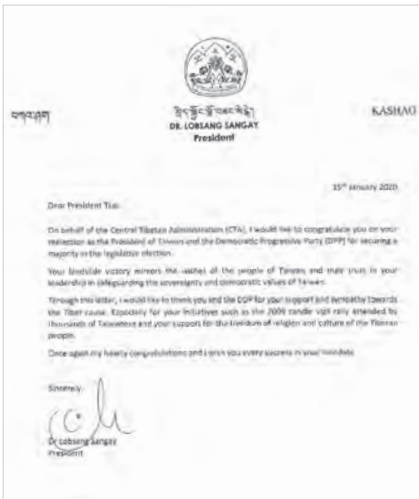 བཀའ་ཤག
KASHAG
སྲིད་སྐྱོང་བློ་བཟང་སེང་གེ
DR. LOBSANG SANGAY
President
15th January 2020
Dear President Tsai,
On behalf of the Central Tibetan Administration (CTA), I would like to congratulate you on your
reelection as the President of Taiwan and the Democratic Progressive Party (DPP) for securing a
majority in the legislative election.
Your landslide victory mirrors the wishes of the people of Taiwan and their trust in your
leadership in safeguarding the sovereignty and democratic values of Taiwan.
Through this letter, I would like to thank you and the DPP for your support and sympathy towards
the Tibet cause. Especially for your initiatives such as the 2009 candle vigil rally attended by
thousands of Taiwanese and your support for the freedom of religion and culture of the Tibetan
people.
Once again my hearty congratulations and I wish you every success in your mandate
Sincerely,
Dr Lobsang Sangay
President